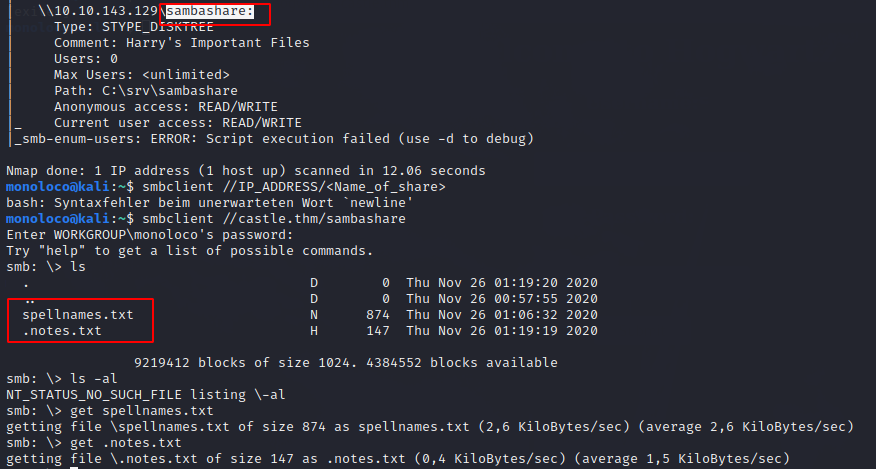 |   \\10.10.143.129\sambashare:
|     Type: STYPE_DISKTREE
|     Comment: Harry's Important Files
|     Users: 0
|     Max Users: <unlimited>
|     Path: C:\srv\sambashare
|     Anonymous access: READ/WRITE
|_    Current user access: READ/WRITE
|_smb-enum-users: ERROR: Script execution failed (use -d to debug)

Nmap done: 1 IP address (1 host up) scanned in 12.06 seconds
monoloco@kali:~$ smbclient //IP_ADDRESS/<Name_of_share>
bash: Syntaxfehler beim unerwarteten Wort `newline'
monoloco@kali:~$ smbclient //castle.thm/sambashare
Enter WORKGROUP\monoloco's password:
Try "help" to get a list of possible commands.
smb: \> ls
  .                                   D        0  Thu Nov 26 01:19:20 2020
  ..                                  D        0  Thu Nov 26 00:57:55 2020
  spellnames.txt                      N      874  Thu Nov 26 01:06:32 2020
  .notes.txt                          H      147  Thu Nov 26 01:19:19 2020

                9219412 blocks of size 1024. 4384552 blocks available
smb: \> ls -al
NT_STATUS_NO_SUCH_FILE listing \-al
smb: \> get spellnames.txt
getting file \spellnames.txt of size 874 as spellnames.txt (2,6 KiloBytes/sec) (average 2,6 KiloBytes/sec)
smb: \> get .notes.txt
getting file \.notes.txt of size 147 as .notes.txt (0,4 KiloBytes/sec) (average 1,5 KiloBytes/sec)